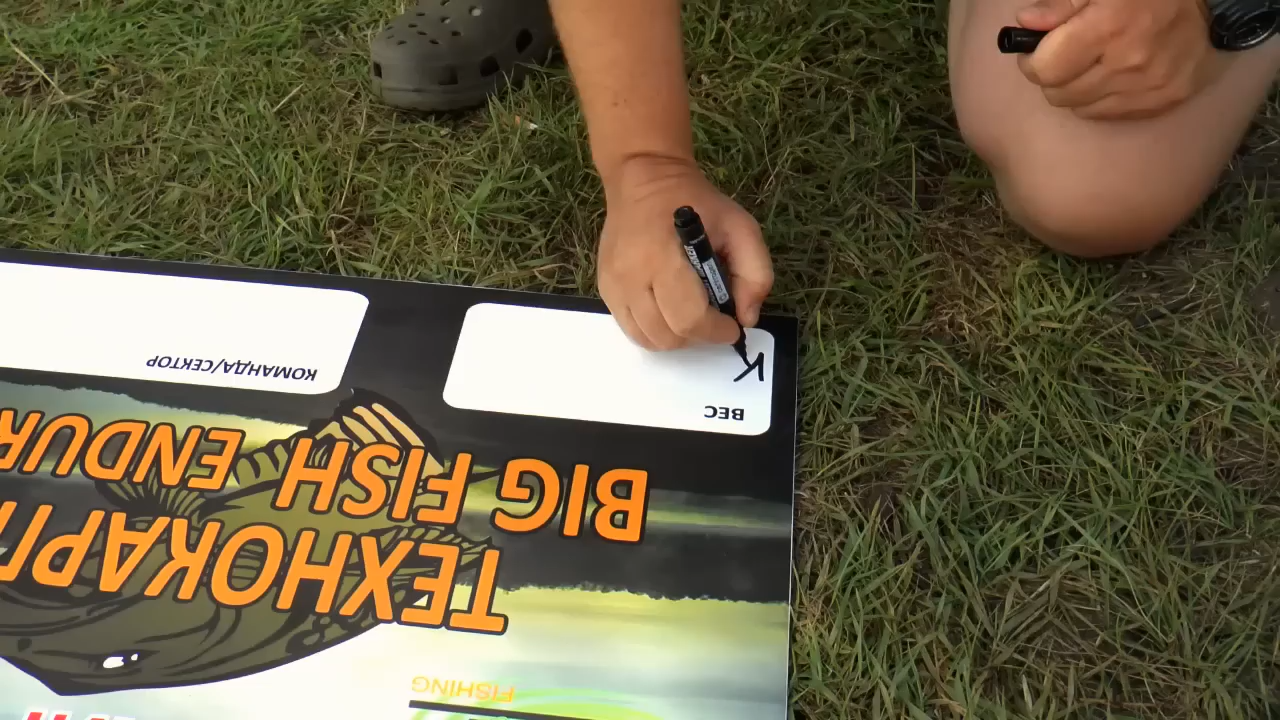 FISHING
ТЕХНОКАРП
BIG FISH ENDUR
ВЕС
К
КОМАНДА/СЕКТОР